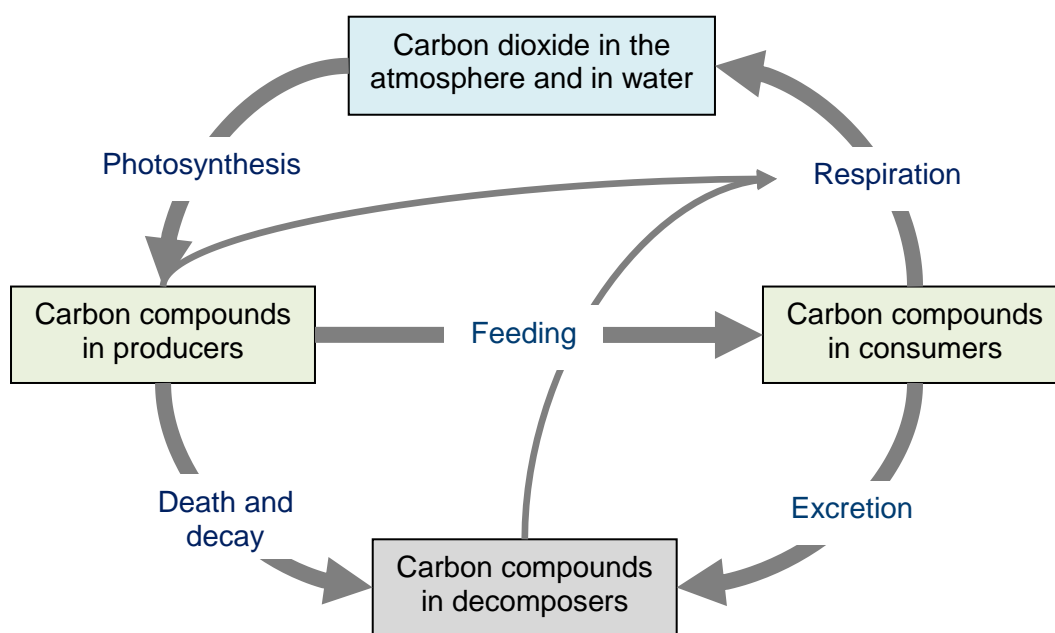 Carbon dioxide in the
atmosphere and in water
Photosynthesis
Respiration
Carbon compounds
in producers
Feeding
Carbon compounds
in consumers
Death and
decay
Excretion
Carbon compounds
in decomposers